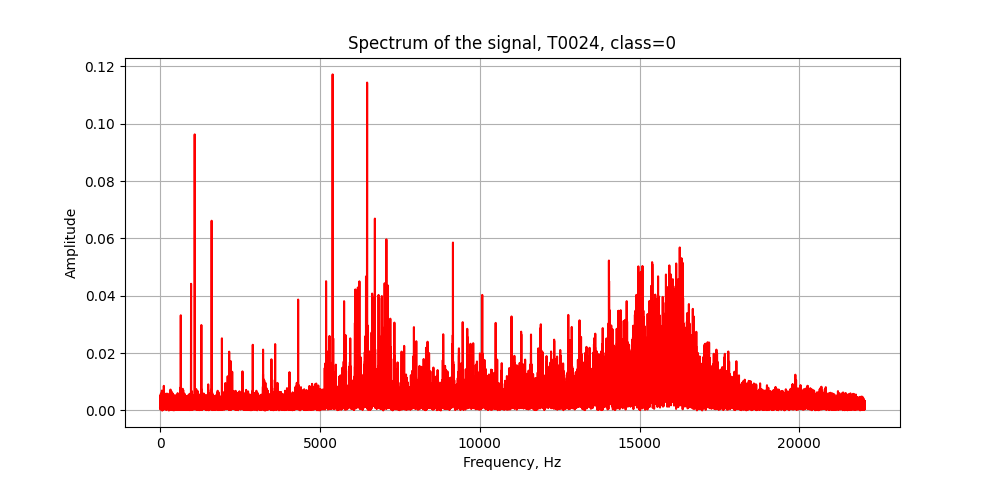 Spectrum of the signal, T0024, class=0
0.12
0.10
0.08
0.06
0.04
0.02
0.00
Amplitude
0 5000 10000 15000 20000
Frequency, Hz